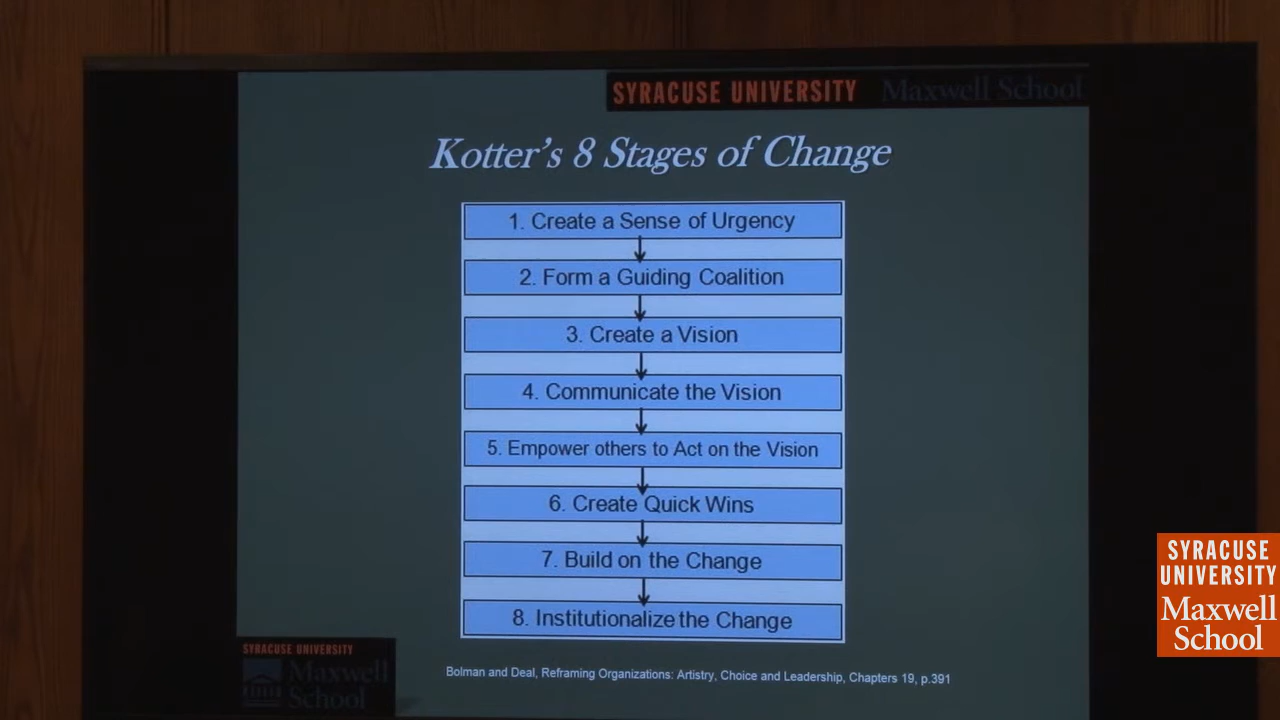 SYRACUSE UNIVERSITY Maxwell School
Kotter's 8 Stages of Change
1. Create a Sense of Urgency
2. Form a Guiding Coalition
3. Create a Vision
4. Communicate the Vision
5. Empower others to Act on the Vision
6. Create Quick Wins
7. Build on the Change
8. Institutionalize the Change
Bolman and Deal, Reframing Organizations: Artistry, Choice and Leadership, Chapters 19, p.391
SYRACUSE UNIVERSITY
Maxwell
School
SYRACUSE
UNIVERSITY
Maxwell
School